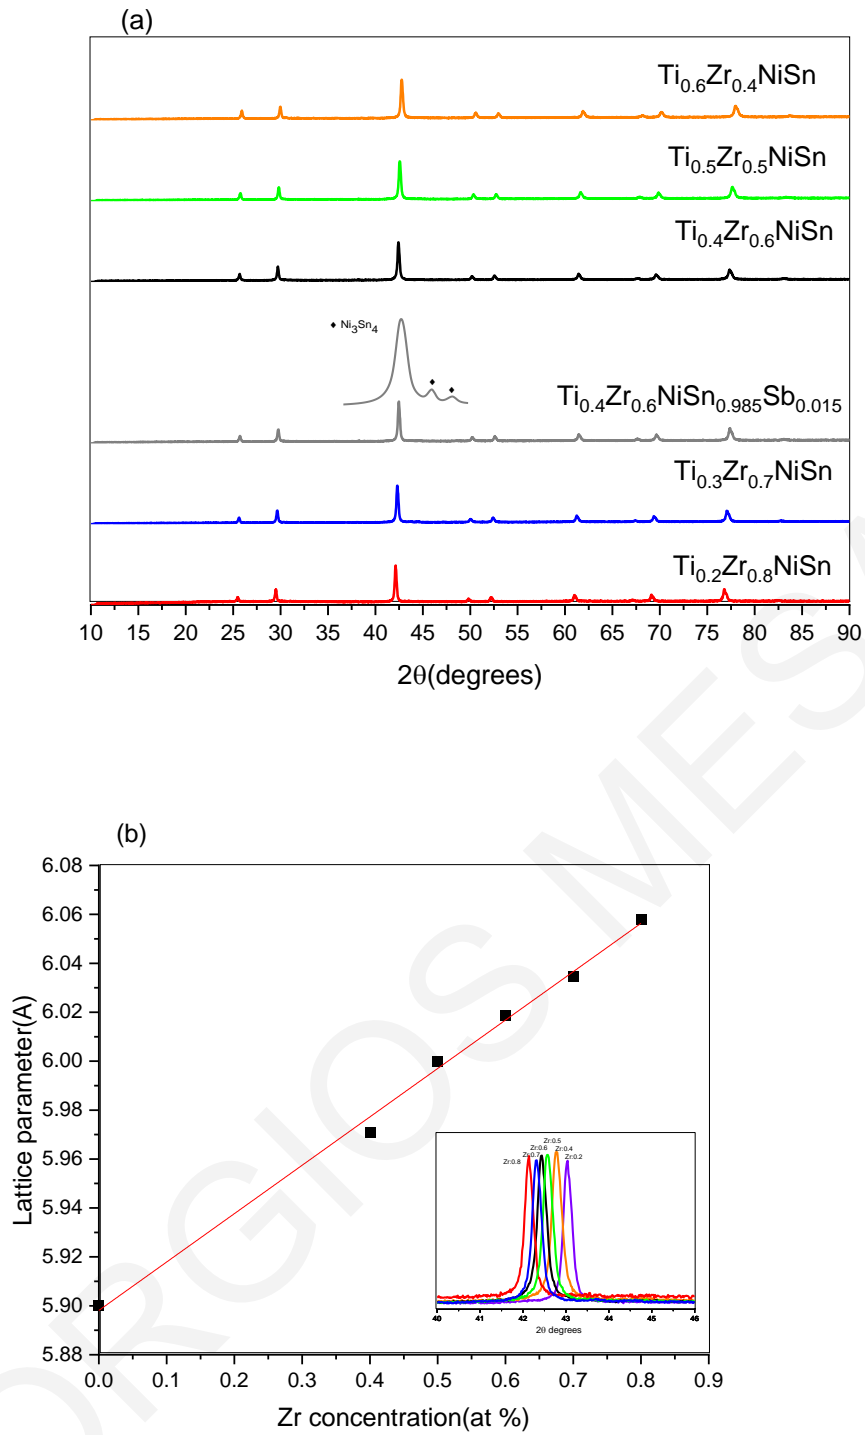 (a)
Ti0.6Zr0.4NiSn
Ti0.5Zr0.5NiSn
Ti0.4Zr0.6NiSn
♦ Ni3Sn4
Ti0.4Zr0.6NiSn0.985Sb0.015
Ti0.3Zr0.7NiSn
Ti0.2Zr0.8NiSn
10 15 20 25 30 35 40 45 50 55 60 65 70 75 80 85 90
2θ(degrees)
(b)
6.08
6.06
6.04
6.02
6.00
5.98
5.96
5.94
5.92
5.90
5.88
Lattice parameter(A)
Zr:0.5
Zr:0.6 Zr:0.4
Zr:0.7 Zr:0.2
Zr:0.8
40 41 42 43 44 45 46
2θ degrees
0.0 0.1 0.2 0.3 0.4 0.5 0.6 0.7 0.8 0.9
Zr concentration(at %)
ORGIOS MESA